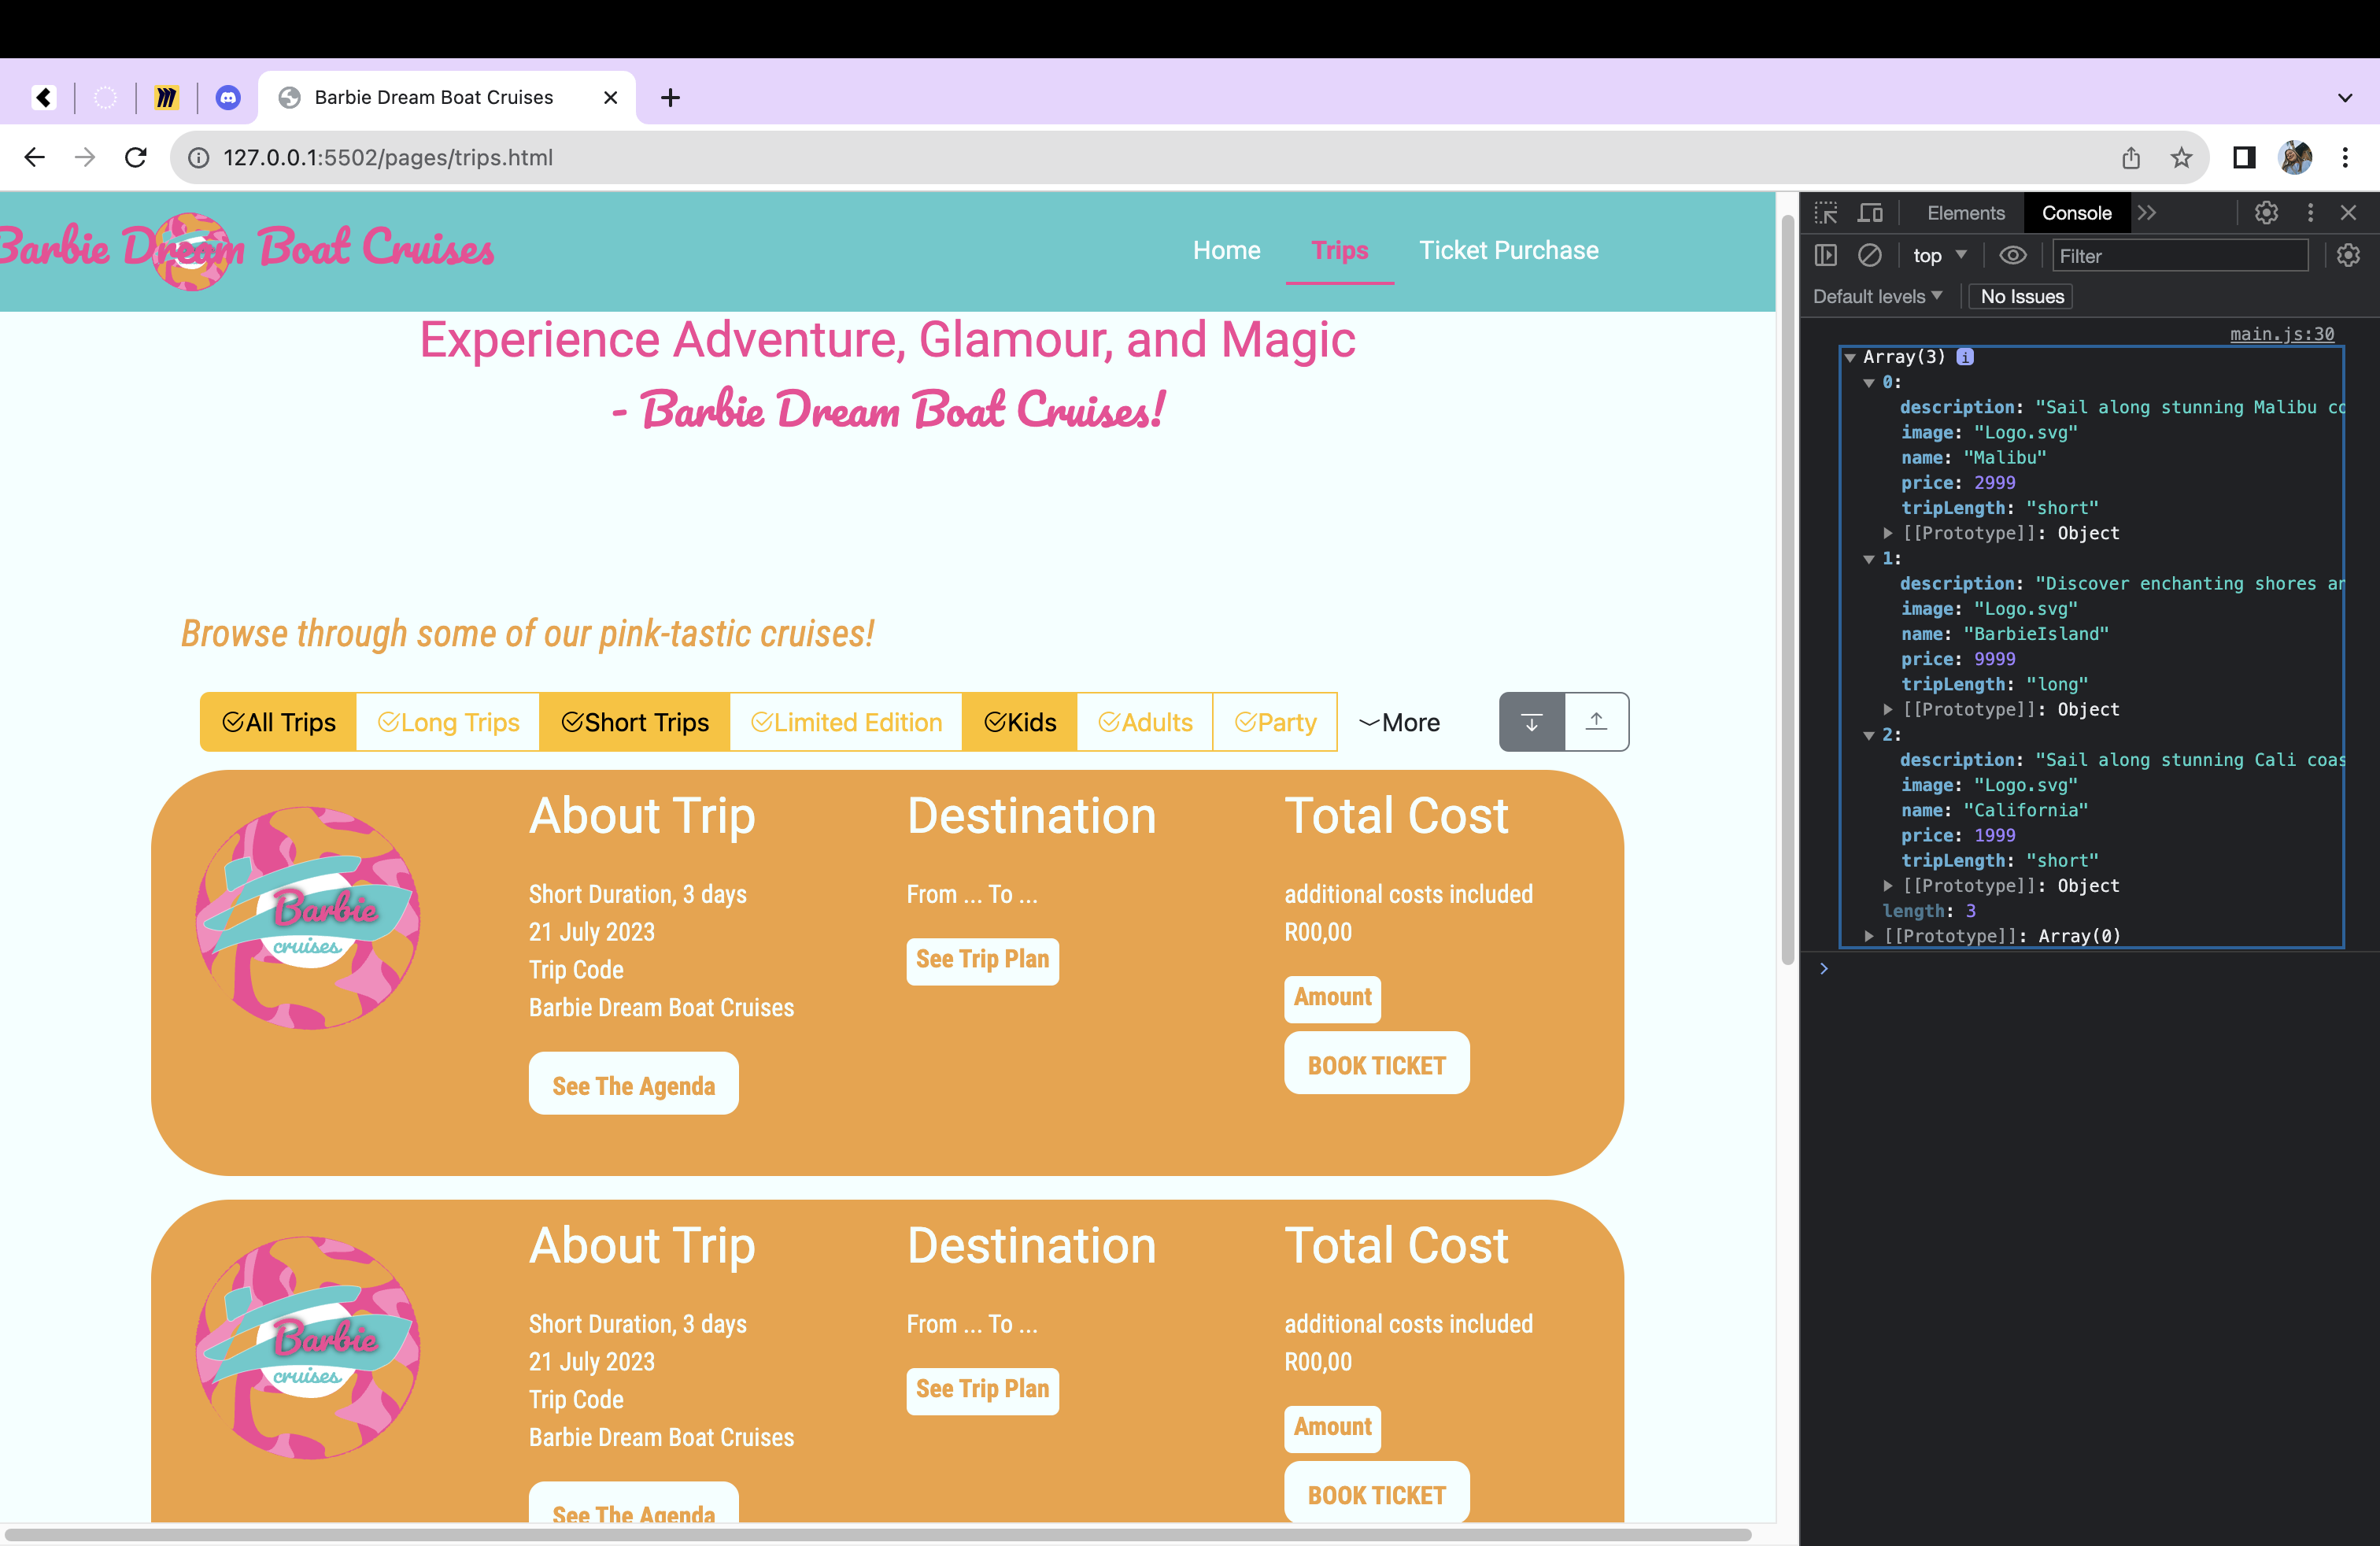 Barbie Dream Boat Cruises
127.0.0.1:5502/pages/trips.html
Barbie Dream Boat Cruises
Home
Trips
Ticket Purchase
Experience Adventure, Glamour, and Magic
- Barbie Dream Boat Cruises!
Browse through some of our pink-tastic cruises!
All Trips
Long Trips
Short Trips
Limited Edition
Kids
Adults
Party
More
Barbie
cruises
About Trip
Short Duration, 3 days
21 July 2023
Trip Code
Barbie Dream Boat Cruises
See The Agenda
Destination
From ... To ...
See Trip Plan
Total Cost
additional costs included
R00,00
Amount
BOOK TICKET
Barbie
cruises
About Trip
Short Duration, 3 days
21 July 2023
Trip Code
Barbie Dream Boat Cruises
See The Agenda
Destination
From ... To ...
See Trip Plan
Total Cost
additional costs included
R00,00
Amount
BOOK TICKET
Elements
Console
top
Filter
Default levels
No Issues
main.js:30
Array(3) i
0:
description: "Sail along stunning Malibu co
image: "Logo.svg"
name: "Malibu"
price: 2999
tripLength: "short"
[[Prototype]]: Object
1:
description: "Discover enchanting shores ar
image: "Logo.svg"
name: "BarbieIsland"
price: 9999
tripLength: "long"
[[Prototype]]: Object
2:
description: "Sail along stunning Cali coas
image: "Logo.svg"
name: "California"
price: 1999
tripLength: "short"
[[Prototype]]: Object
length: 3
[[Prototype]]: Array(0)